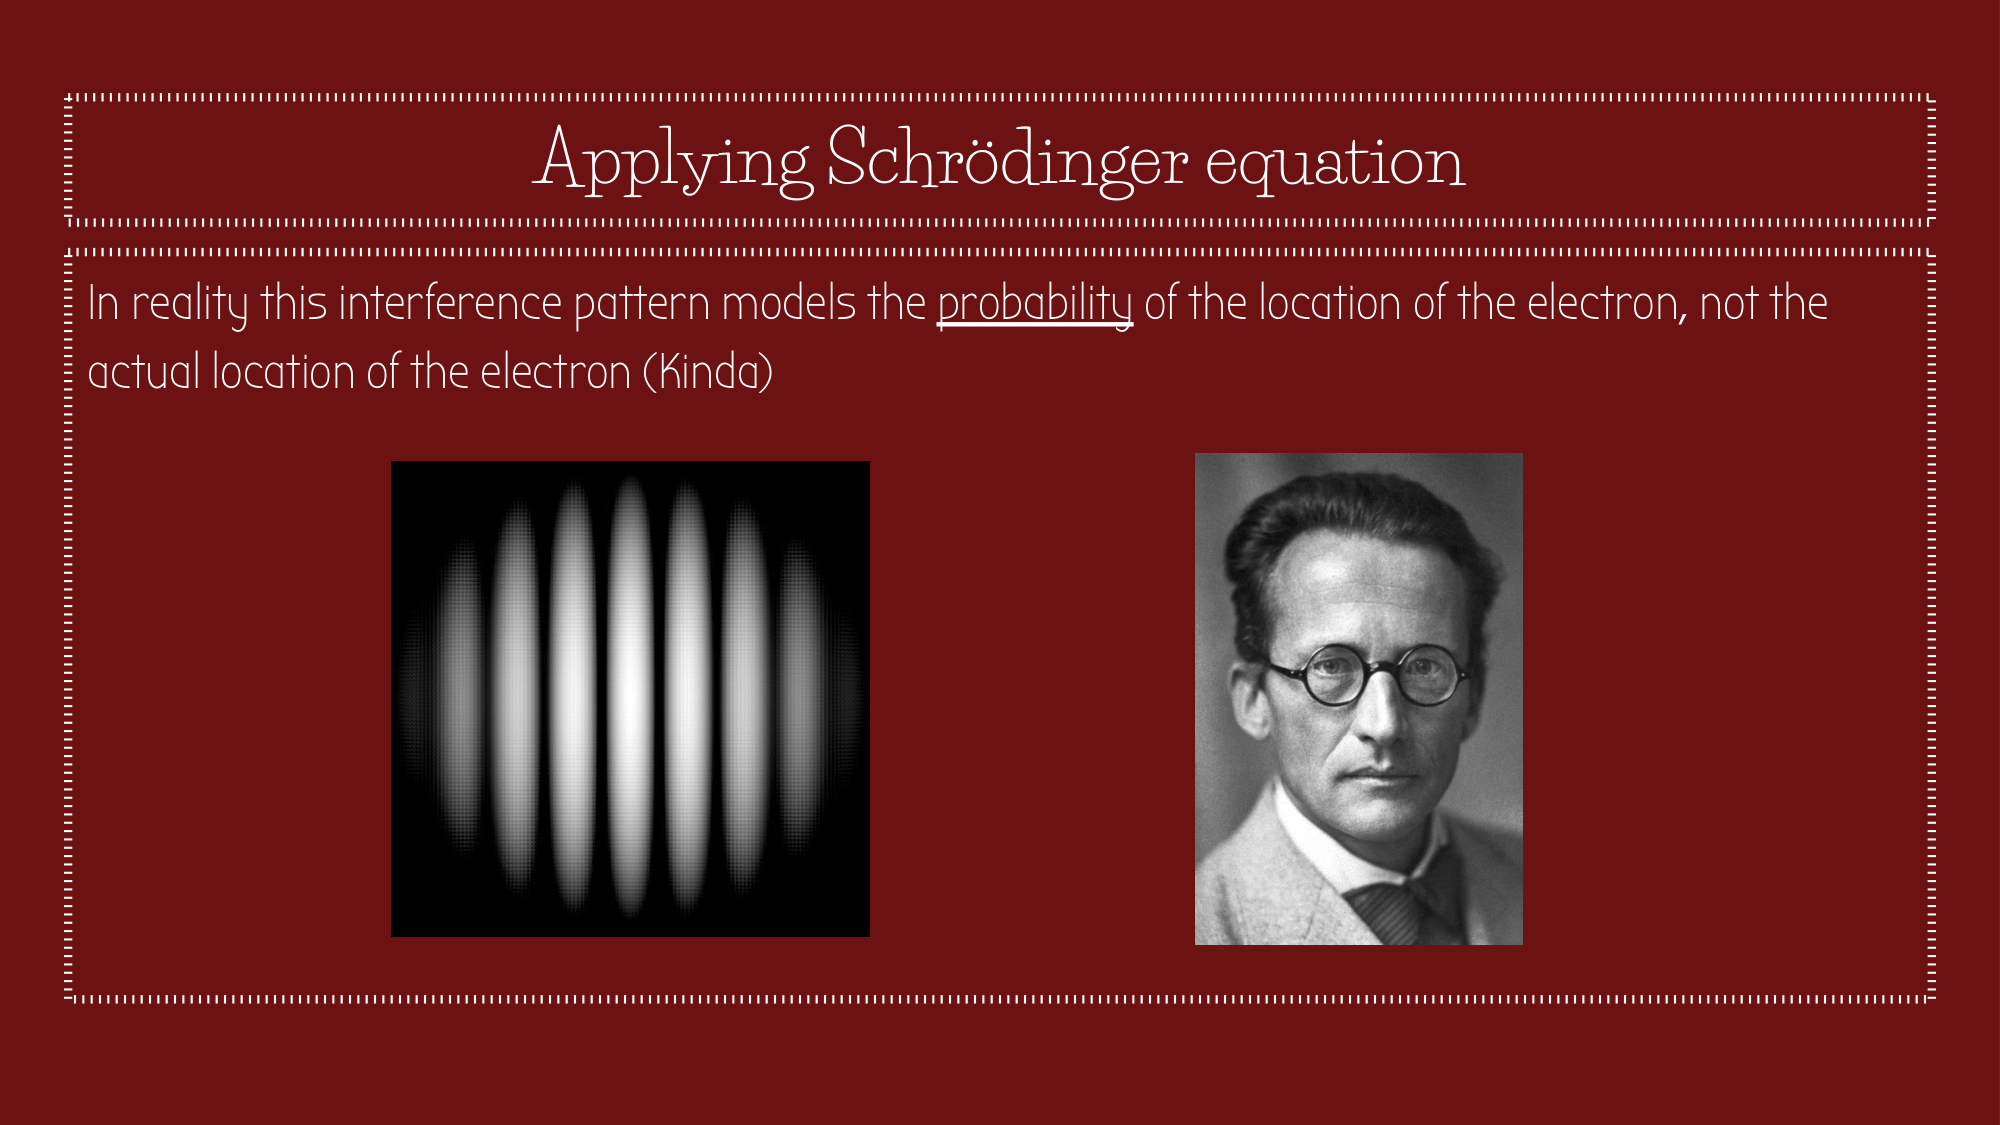 Applying Schrödinger equation
In reality this interference pattern models the probability of the location of the electron, not the
actual location of the electron (Kinda)